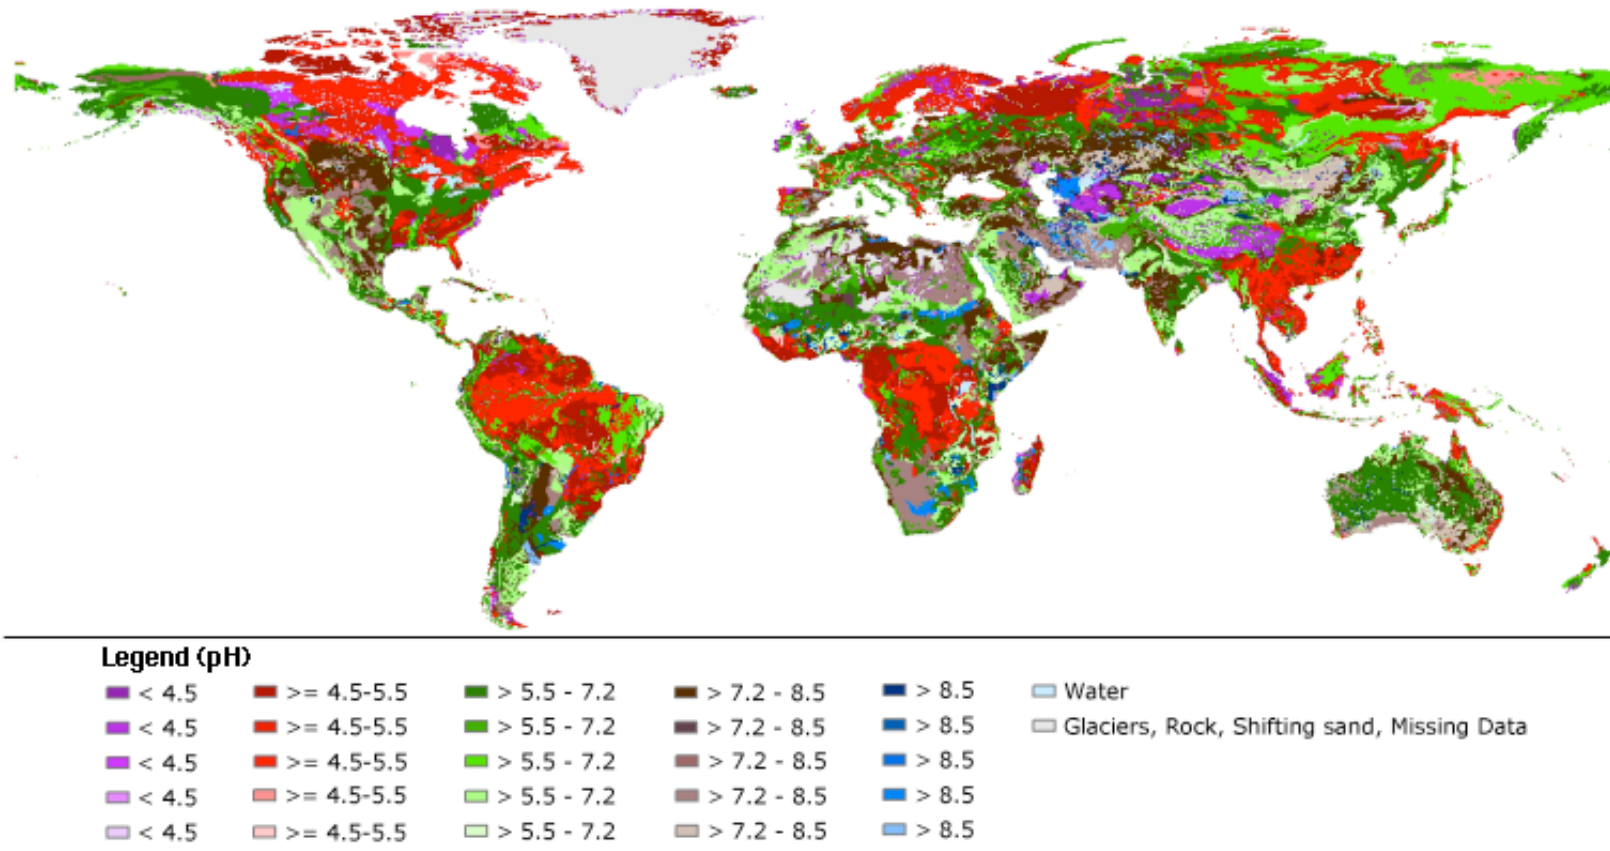 Legend (pH)
< 4.5 >= 4.5-5.5 > 5.5 - 7.2 > 7.2 - 8.5 > 8.5 Water
< 4.5 >= 4.5-5.5 > 5.5 - 7.2 > 7.2 - 8.5 > 8.5 Glaciers, Rock, Shifting sand, Missing Data
< 4.5 >= 4.5-5.5 > 5.5 - 7.2 > 7.2 - 8.5 > 8.5
< 4.5 >= 4.5-5.5 > 5.5 - 7.2 > 7.2 - 8.5 > 8.5
< 4.5 >= 4.5-5.5 > 5.5 - 7.2 > 7.2 - 8.5 > 8.5